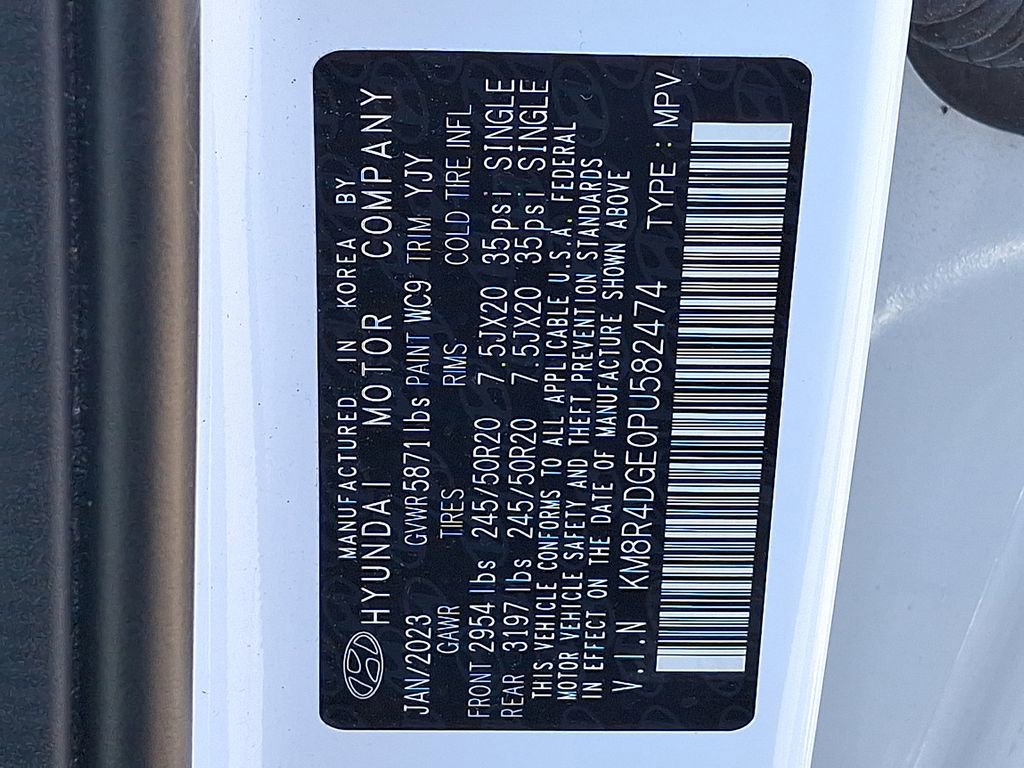 MANUFACTURED IN KOREA BY
HYUNDAI MOTOR COMPANY
JAN/2023 GVWR 5871 lbs PAINT WC9 TRIM YJY
GAWR TIRES RIMS COLD TIRE INFL
FRONT 2954 lbs 245/50R20 7.5JX20 35psi SINGLE
REAR 3197 lbs 245/50R20 7.5JX20 35psi SINGLE
THIS VEHICLE CONFORMS TO ALL APPLICABLE U.S.A. FEDERAL
MOTOR VEHICLE SAFETY AND THEFT PREVENTION STANDARDS
IN EFFECT ON THE DATE OF MANUFACTURE SHOWN ABOVE
V.I.N KM8R4DGE0PU582474 TYPE : MPV